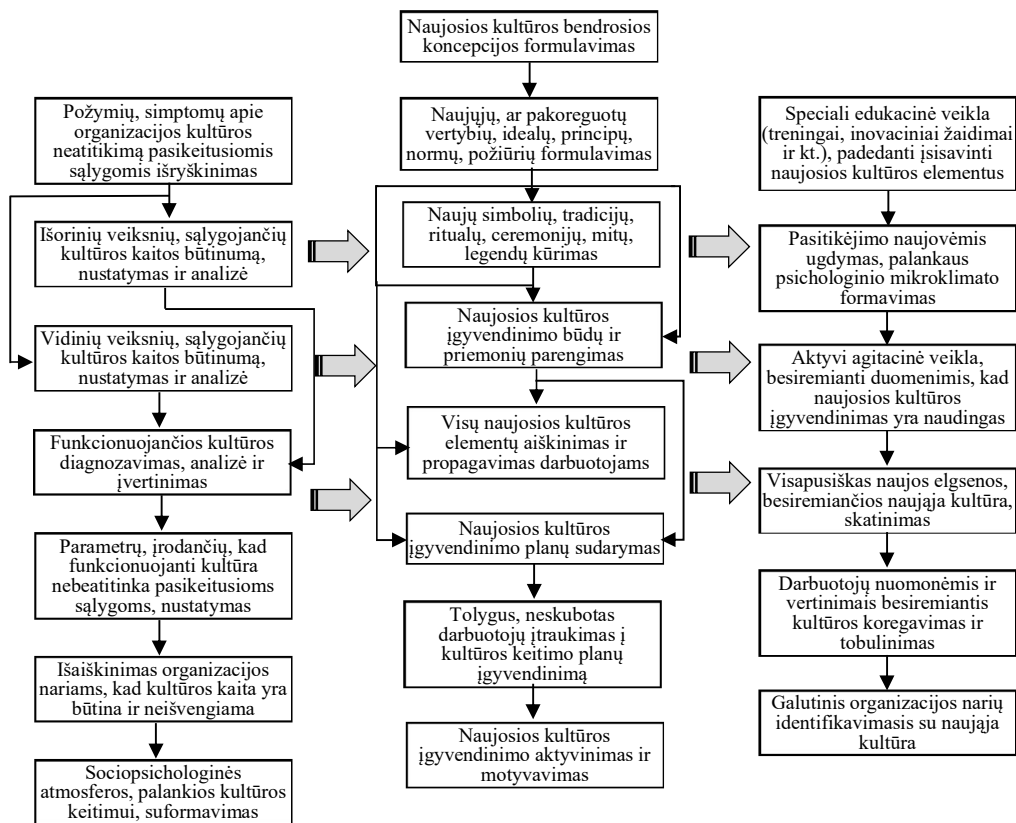 Požymių, simptomų apie
organizacijos kultūros
neatitikimą pasikeitusiomis
sąlygomis išryškinimas
Išorinių veiksnių, sąlygojančių
kultūros kaitos būtinumą,
nustatymas ir analizė
Vidinių veiksnių, sąlygojančių
kultūros kaitos būtinumą,
nustatymas ir analizė
Funkcionuojančios kultūros
diagnozavimas, analizė ir
įvertinimas
Parametrų, įrodančių, kad
funkcionuojanti kultūra
nebeatitinka pasikeitusioms
sąlygoms, nustatymas
Išaiškinimas organizacijos
nariams, kad kultūros kaita yra
būtina ir neišvengiama
Sociopsichologinės
atmosferos, palankios kultūros
keitimui, suformavimas
Naujosios kultūros bendrosios
koncepcijos formulavimas
Naujųjų, ar pakoreguotų
vertybių, idealų, principų,
normų, požiūrių formulavimas
Naujų simbolių, tradicijų,
ritualų, ceremonijų, mitų,
legendų kūrimas
Naujosios kultūros
įgyvendinimo būdų ir
priemonių parengimas
Visų naujosios kultūros
elementų aiškinimas ir
propagavimas darbuotojams
Naujosios kultūros
įgyvendinimo planų sudarymas
Tolygus, neskubotas
darbuotojų įtraukimas į
kultūros keitimo planų
įgyvendinimą
Naujosios kultūros
įgyvendinimo aktyvinimas ir
motyvavimas
Speciali edukacinė veikla
(treningai, inovaciniai žaidimai
ir kt.), padedanti įsisavinti
naujosios kultūros elementus
Pasitikėjimo naujovėmis
ugdymas, palankaus
psichologinio mikroklimato
formavimas
Aktyvi agitacinė veikla,
besiremianti duomenimis, kad
naujosios kultūros
įgyvendinimas yra naudingas
Visapusiškas naujos elgsenos,
besiremiančios naująja kultūra,
skatinimas
Darbuotojų nuomonėmis ir
vertinimais besiremiantis
kultūros koregavimas ir
tobulinimas
Galutinis organizacijos narių
identifikavimasis su naująja
kultūra